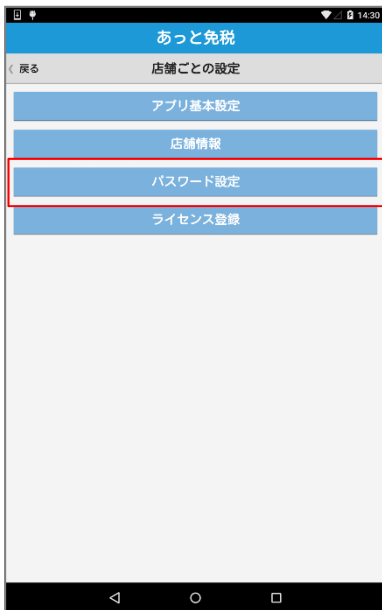 14:30
あっと免税
戻る
店舗ごとの設定
アプリ基本設定
店舗情報
パスワード設定
ライセンス登録